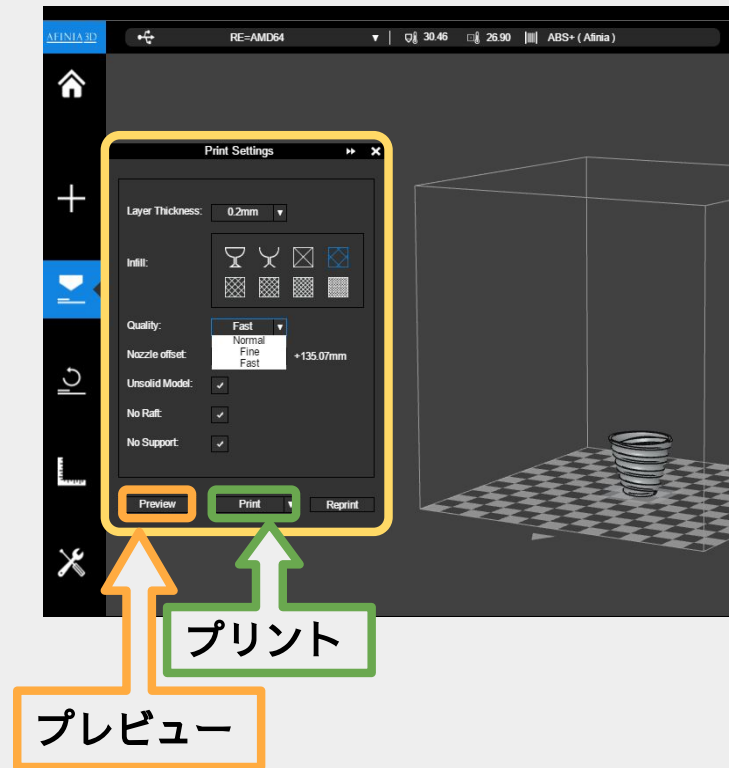 AFINIA3D
RE=AMD64 ▼ 30.46 26.90 ABS+ ( Afinia )
Print Settings
Layer Thickness: 0.2mm
Infill:
Quality: Fast
Normal
Fine
Fast
Nozzle offset: +135.07mm
Unsolid Model:
No Raft:
No Support:
Preview Print Reprint
プリント
プレビュー